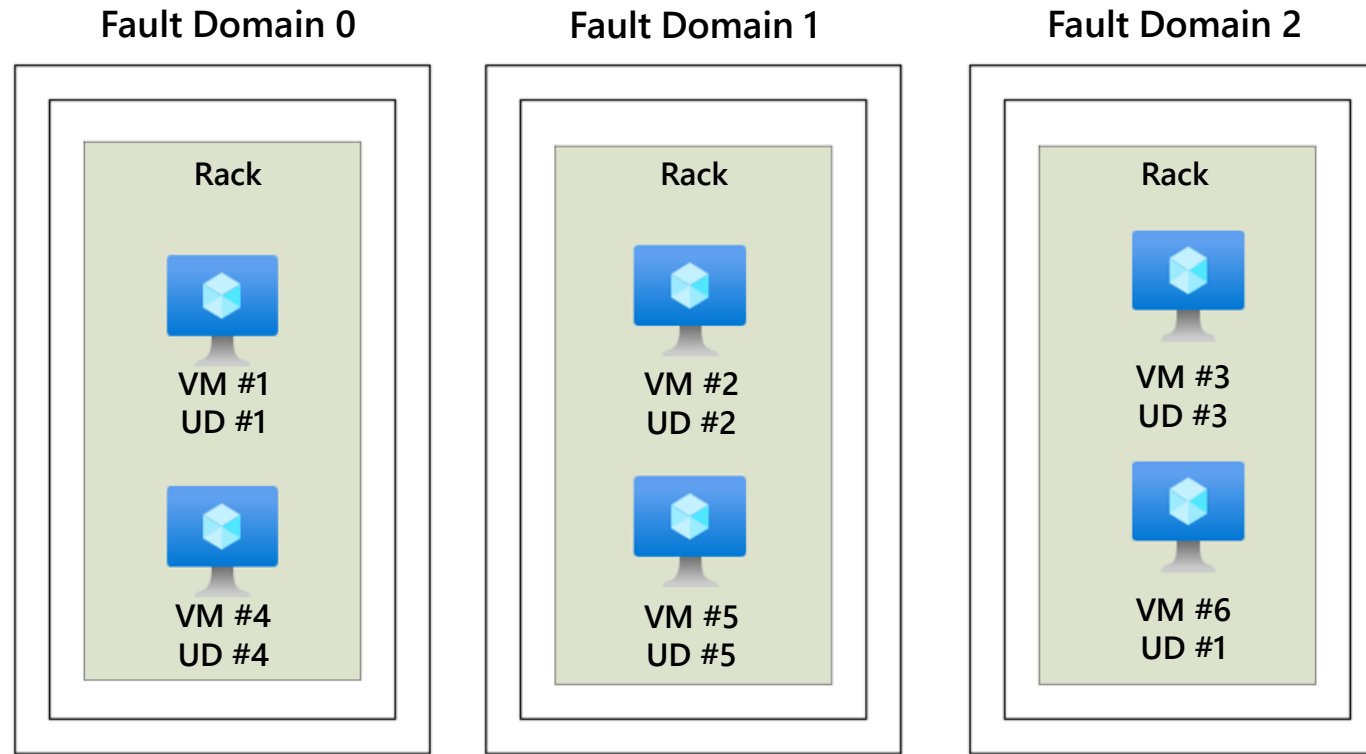 Fault Domain 0
Rack
VM #1
UD #1
VM #4
UD #4
Fault Domain 1
Rack
VM #2
UD #2
VM #5
UD #5
Fault Domain 2
Rack
VM #3
UD #3
VM #6
UD #1